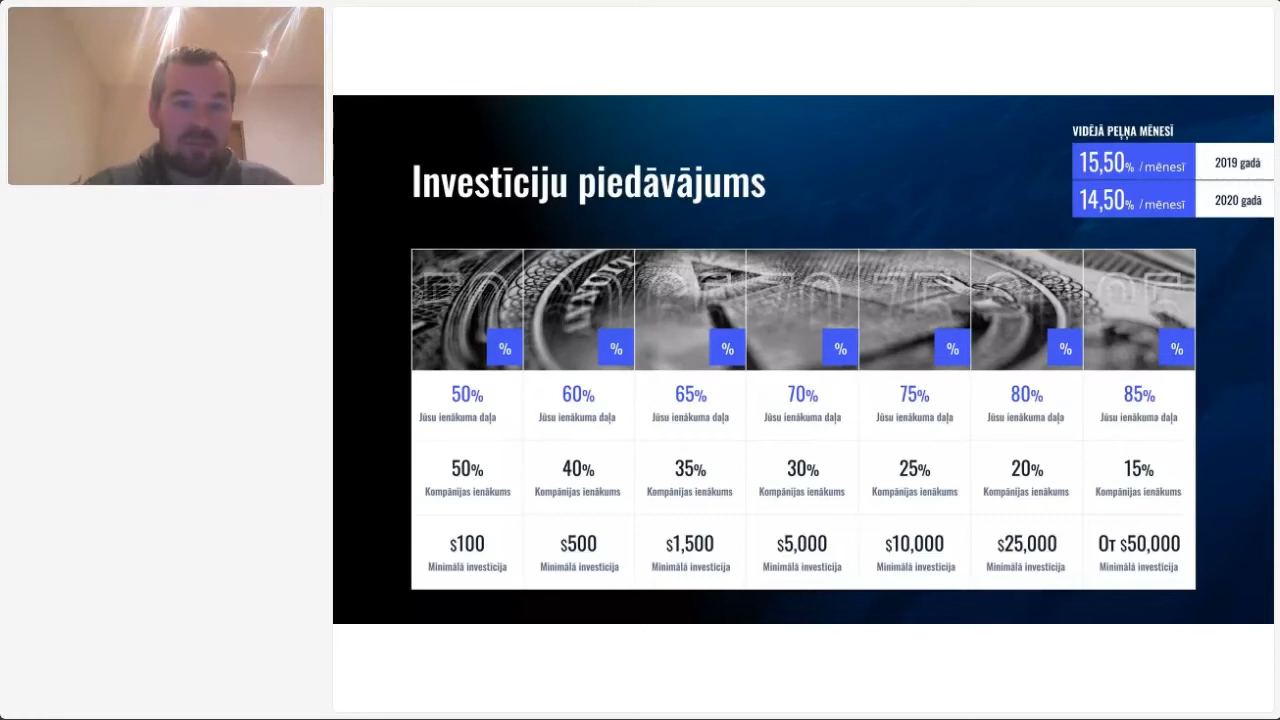 VIDĒJĀ PEĻŅA MĒNESĪ
15,50% /mēnesī 2019 gadā
14,50% /mēnesī 2020 gadā
Investīciju piedāvājums
% % % % % % %
50% 60% 65% 70% 75% 80% 85%
Jūsu ienākuma daļa Jūsu ienākuma daļa Jūsu ienākuma daļa Jūsu ienākuma daļa Jūsu ienākuma daļa Jūsu ienākuma daļa Jūsu ienākuma daļa
50% 40% 35% 30% 25% 20% 15%
Kompānijas ienākums Kompānijas ienākums Kompānijas ienākums Kompānijas ienākums Kompānijas ienākums Kompānijas ienākums Kompānijas ienākums
$100 $500 $1,500 $5,000 $10,000 $25,000 От $50,000
Minimālā investīcija Minimālā investīcija Minimālā investīcija Minimālā investīcija Minimālā investīcija Minimālā investīcija Minimālā investīcija